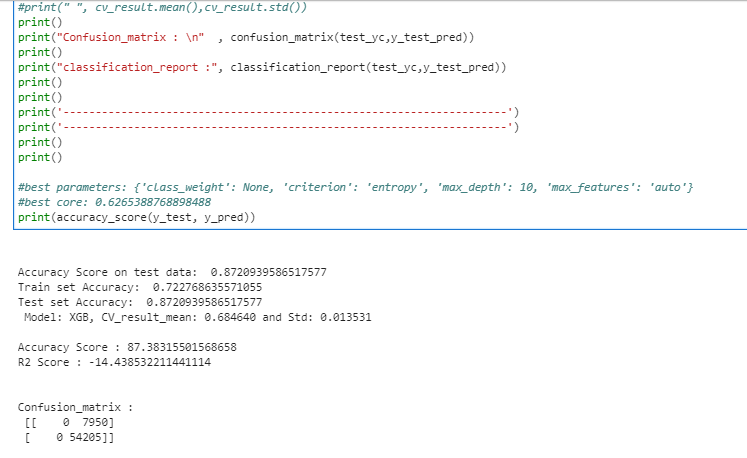 #print(" ", cv_result.mean(),cv_result.std())
print()
print("Confusion_matrix : \n"  , confusion_matrix(test_yc,y_test_pred))
print()
print("classification_report :", classification_report(test_yc,y_test_pred))
print()
print()
print('--------------------------------------------------------------------')
print('--------------------------------------------------------------------')
print()
print()

#best parameters: {'class_weight': None, 'criterion': 'entropy', 'max_depth': 10, 'max_features': 'auto'}
#best core: 0.6265388768898488
print(accuracy_score(y_test, y_pred))

Accuracy Score on test data:  0.8720939586517577
Train set Accuracy:  0.722768635571055
Test set Accuracy:  0.8720939586517577
 Model: XGB, CV_result_mean: 0.684640 and Std: 0.013531

Accuracy Score : 87.38315501568658
R2 Score : -14.438532211441114

Confusion_matrix :
 [[    0  7950]
 [    0 54205]]